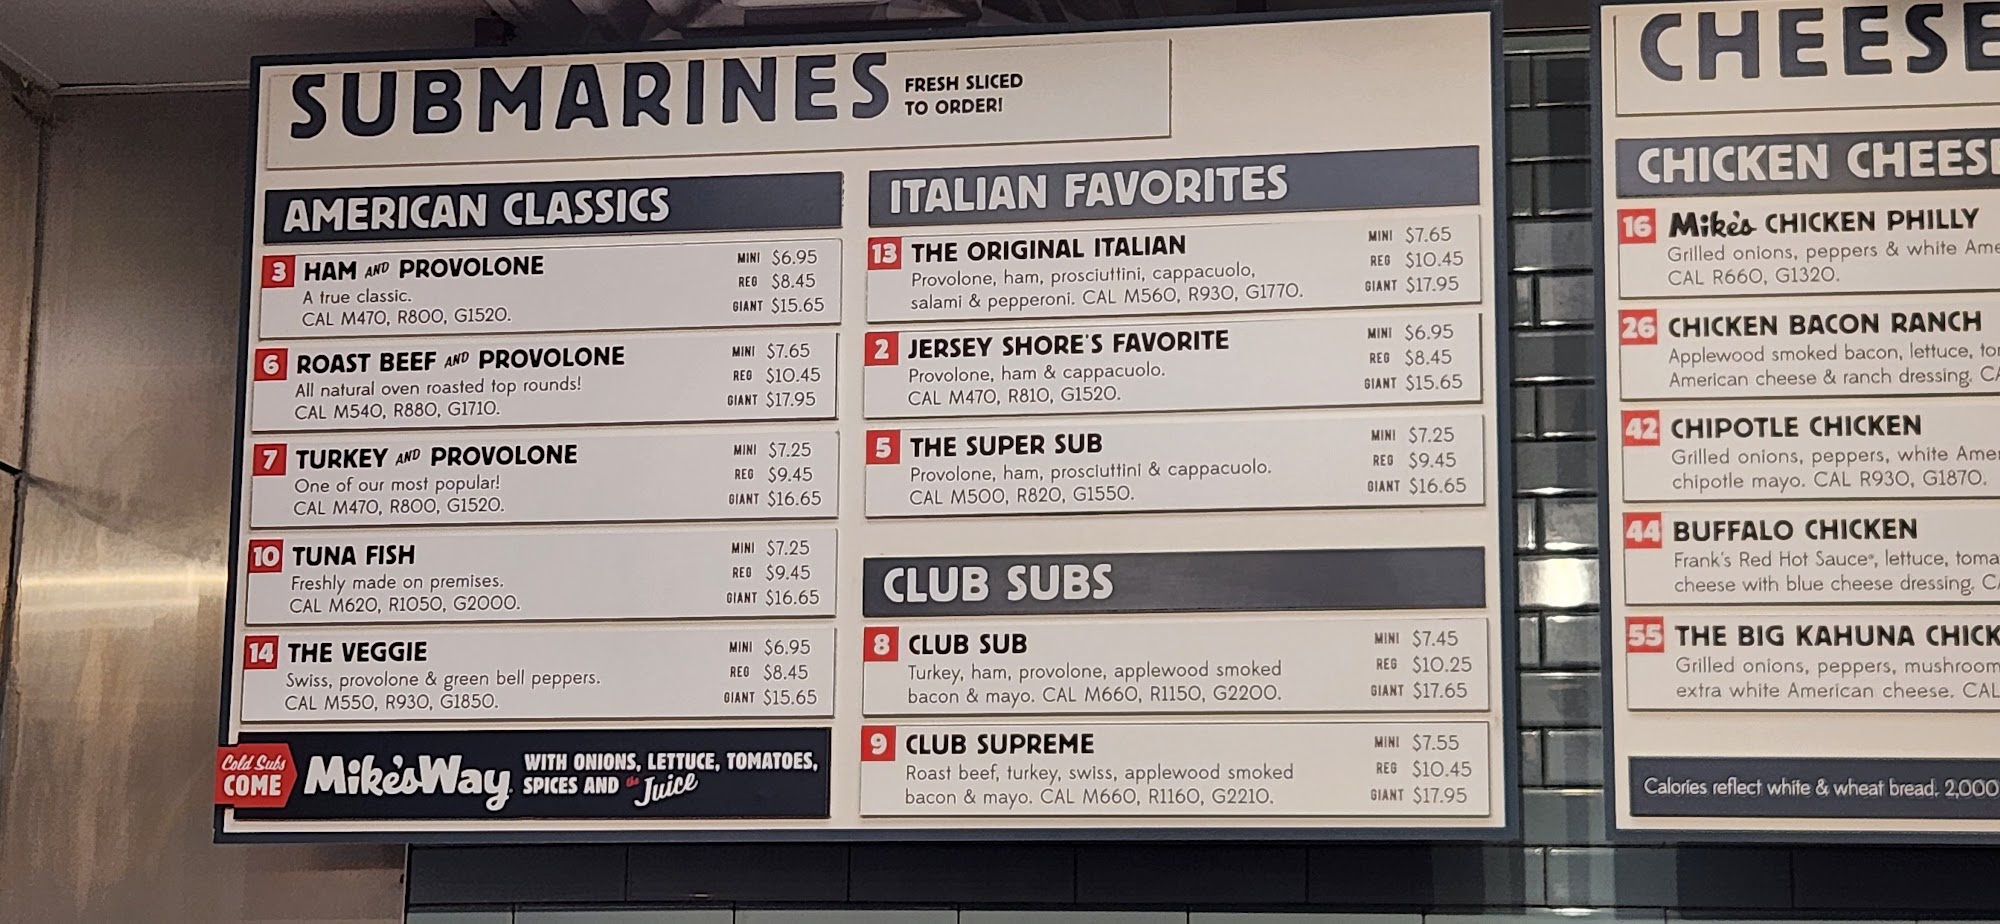 SUBMARINES
FRESH SLICED
TO ORDER!
AMERICAN CLASSICS
3 HAM AND PROVOLONE
A true classic.
CAL M470, R800, G1520.
MINI $6.95
REG $8.45
GIANT $15.65
6 ROAST BEEF AND PROVOLONE
All natural oven roasted top rounds!
CAL M540, R880, G1710.
MINI $7.65
REG $10.45
GIANT $17.95
7 TURKEY AND PROVOLONE
One of our most popular!
CAL M470, R800, G1520.
MINI $7.25
REG $9.45
GIANT $16.65
10 TUNA FISH
Freshly made on premises.
CAL M620, R1050, G2000.
MINI $7.25
REG $9.45
GIANT $16.65
14 THE VEGGIE
Swiss, provolone & green bell peppers.
CAL M550, R930, G1850.
MINI $6.95
REG $8.45
GIANT $15.65
Cold Subs
COME
Mike's Way
WITH ONIONS, LETTUCE, TOMATOES,
SPICES AND the Juice
ITALIAN FAVORITES
13 THE ORIGINAL ITALIAN
Provolone, ham, prosciuttini, cappacuolo,
salami & pepperoni. CAL M560, R930, G1770.
MINI $7.65
REG $10.45
GIANT $17.95
2 JERSEY SHORE'S FAVORITE
Provolone, ham & cappacuolo.
CAL M470, R810, G1520.
MINI $6.95
REG $8.45
GIANT $15.65
5 THE SUPER SUB
Provolone, ham, prosciuttini & cappacuolo.
CAL M500, R820, G1550.
MINI $7.25
REG $9.45
GIANT $16.65
CLUB SUBS
8 CLUB SUB
Turkey, ham, provolone, applewood smoked
bacon & mayo. CAL M660, R1150, G2200.
MINI $7.45
REG $10.25
GIANT $17.65
9 CLUB SUPREME
Roast beef, turkey, swiss, applewood smoked
bacon & mayo. CAL M660, R1160, G2210.
MINI $7.55
REG $10.45
GIANT $17.95
CHEESE
CHICKEN CHEES
16 Mike's CHICKEN PHILLY
Grilled onions, peppers & white Ame
CAL R660, G1320.
26 CHICKEN BACON RANCH
Applewood smoked bacon, lettuce, to
American cheese & ranch dressing. CA
42 CHIPOTLE CHICKEN
Grilled onions, peppers, white Amer
chipotle mayo. CAL R930, G1870.
44 BUFFALO CHICKEN
Frank's Red Hot Sauce®, lettuce, toma
cheese with blue cheese dressing. C
55 THE BIG KAHUNA CHICK
Grilled onions, peppers, mushroom
extra white American cheese. CAL
Calories reflect white & wheat bread. 2,000